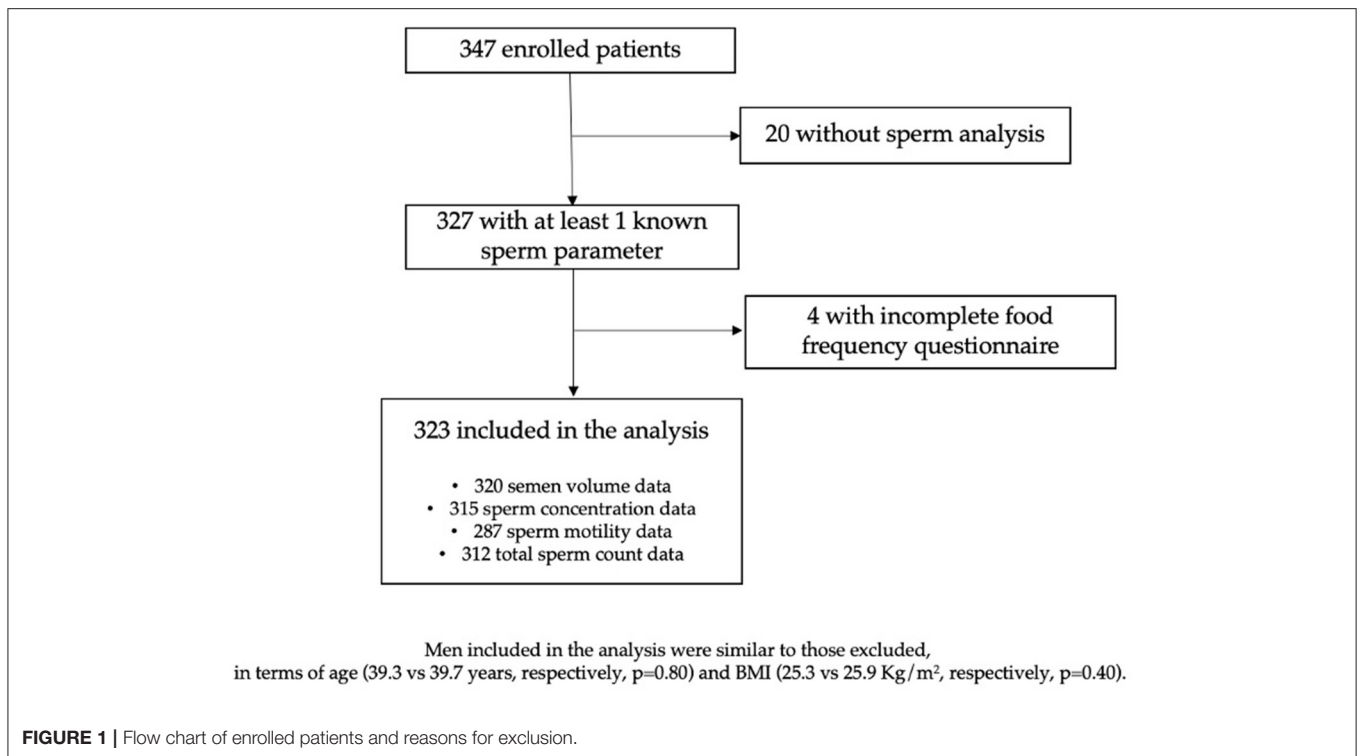 347 enrolled patients
20 without sperm analysis
327 with at least 1 known
sperm parameter
4 with incomplete food
frequency questionnaire
323 included in the analysis
• 320 semen volume data
• 315 sperm concentration data
• 287 sperm motility data
• 312 total sperm count data
Men included in the analysis were similar to those excluded,
in terms of age (39.3 vs 39.7 years, respectively, p=0.80) and BMI (25.3 vs 25.9 Kg/m², respectively, p=0.40).
FIGURE 1 | Flow chart of enrolled patients and reasons for exclusion.